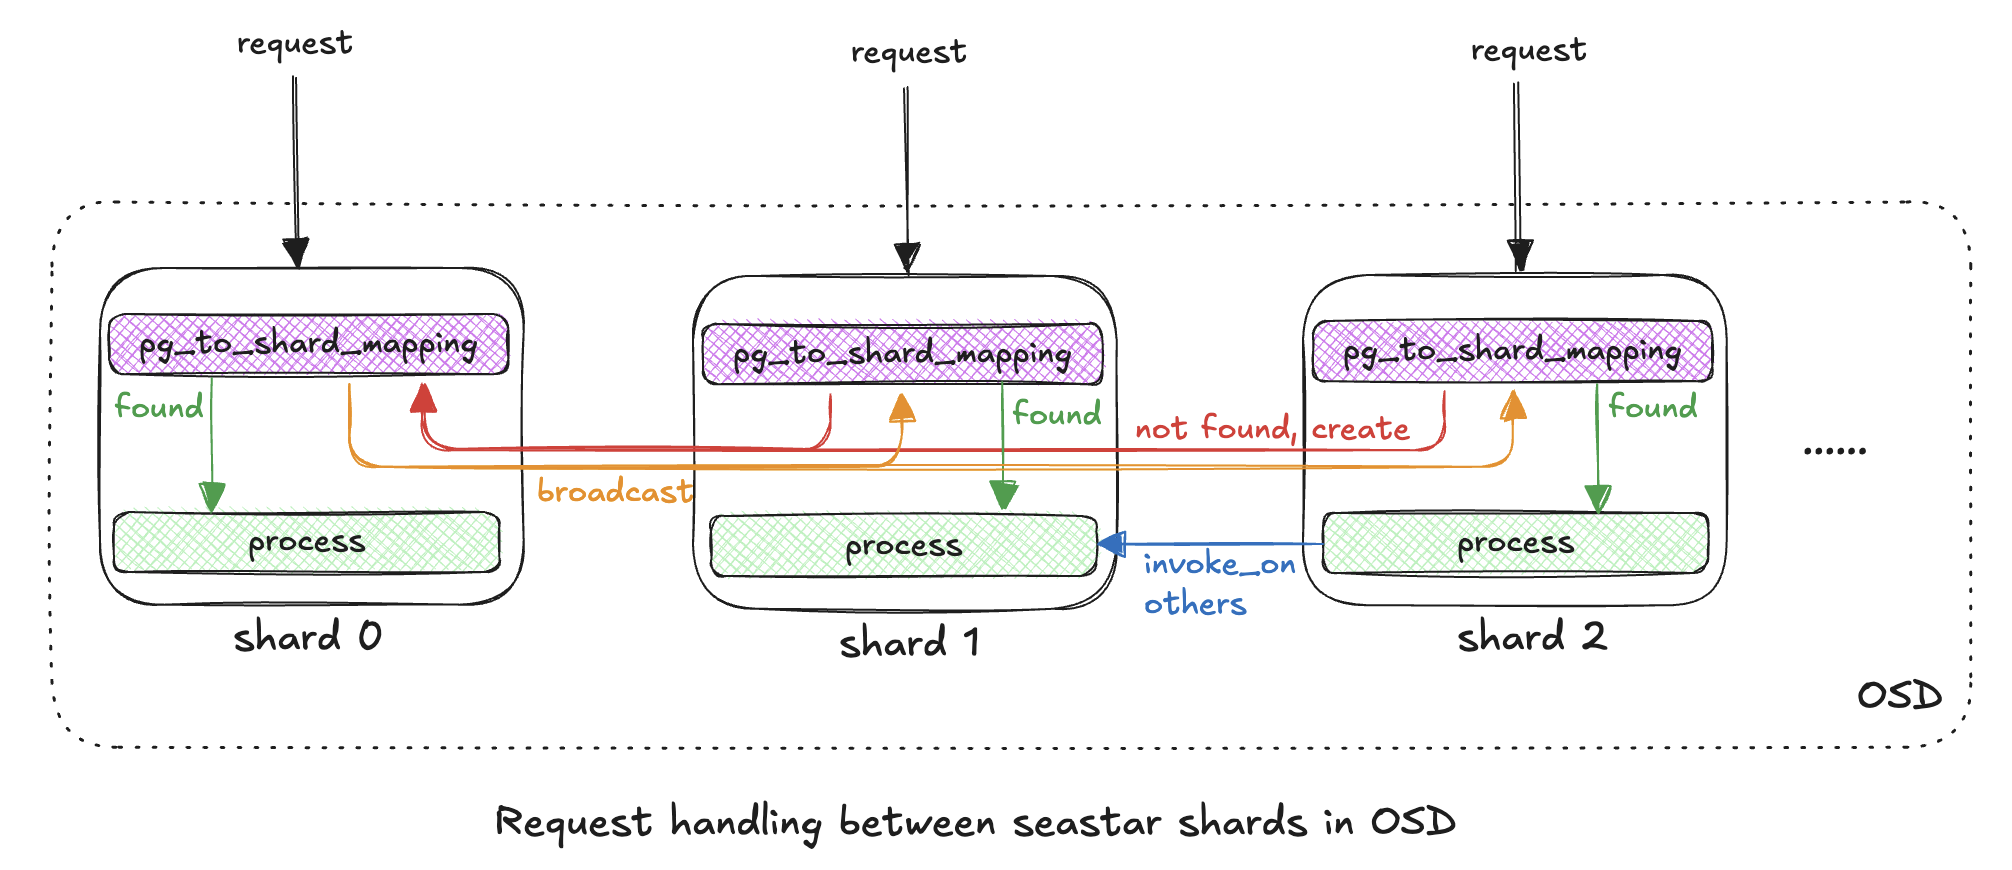 request
request
request
pg_to_shard_mapping
pg_to_shard_mapping
pg_to_shard_mapping
found
found
not found, create
found
......
broadcast
process
process
process
invoke_on
others
shard 0
shard 1
shard 2
OSD
Request handling between seastar shards in OSD